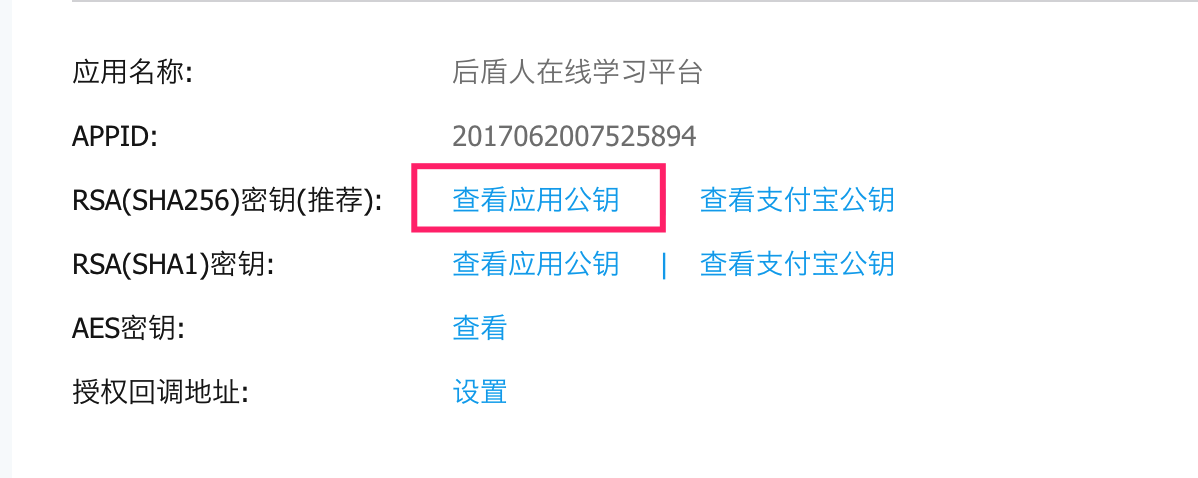 应用名称: 后盾人在线学习平台
APPID: 2017062007525894
RSA(SHA256)密钥(推荐): 查看应用公钥 查看支付宝公钥
RSA(SHA1)密钥: 查看应用公钥 | 查看支付宝公钥
AES密钥: 查看
授权回调地址: 设置